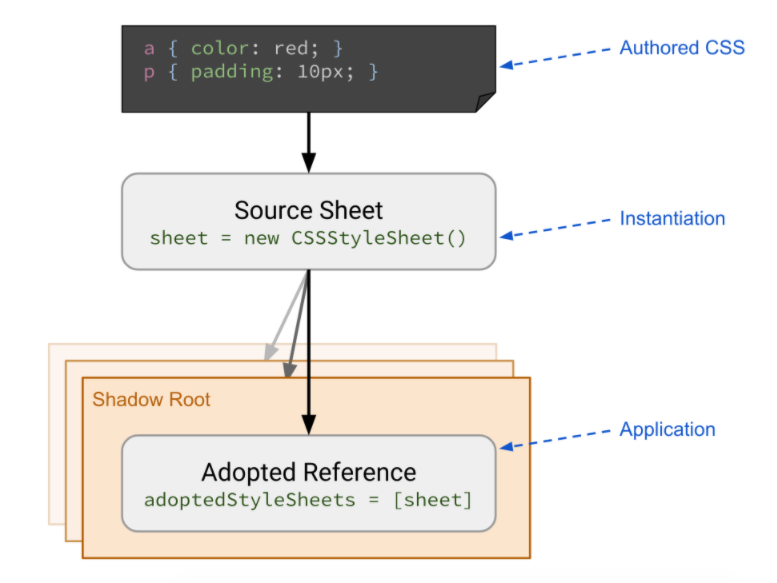 a { color: red; }
p { padding: 10px; }
Authored CSS
Source Sheet
sheet = new CSSStyleSheet()
Instantiation
Shadow Root
Adopted Reference
adoptedStyleSheets = [sheet]
Application